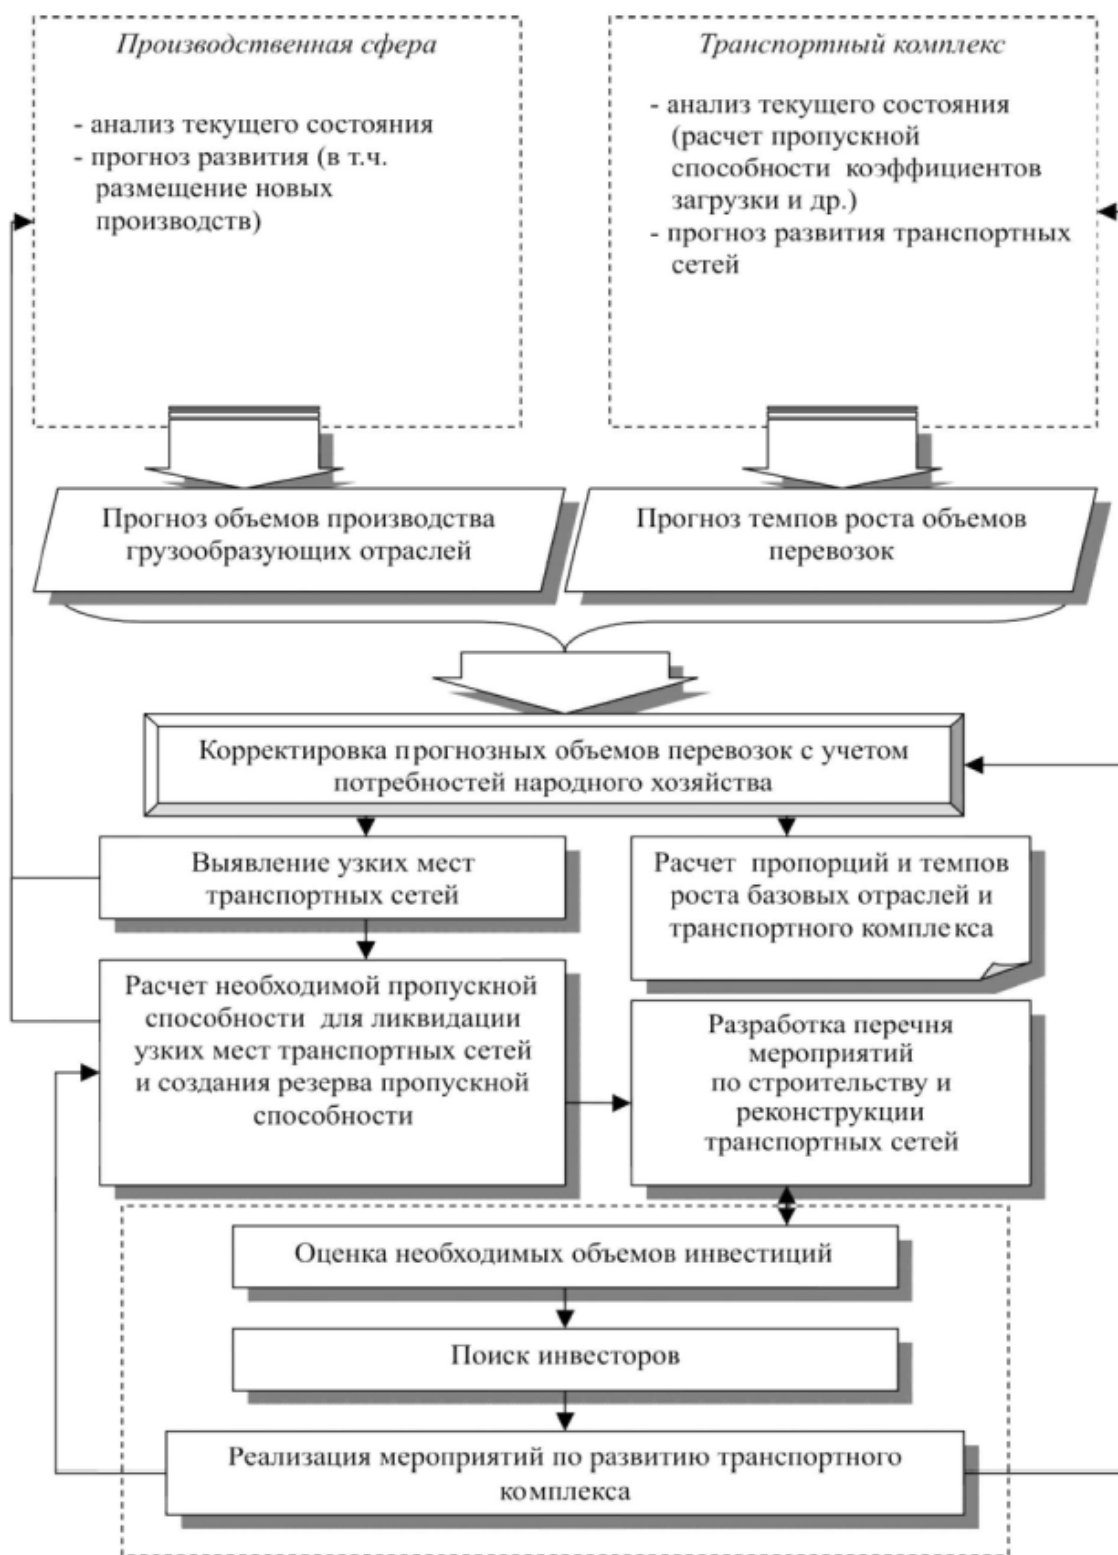 Производственная сфера
- анализ текущего состояния
- прогноз развития (в т.ч.
размещение новых
производств)
Транспортный комплекс
- анализ текущего состояния
(расчет пропускной
способности коэффициентов
загрузки и др.)
- прогноз развития транспортных
сетей
Прогноз объемов производства
грузообразующих отраслей
Прогноз темпов роста объемов
перевозок
Корректировка прогнозных объемов перевозок с учетом
потребностей народного хозяйства
Выявление узких мест
транспортных сетей
Расчет пропорций и темпов
роста базовых отраслей и
транспортного комплекса
Расчет необходимой пропускной
способности для ликвидации
узких мест транспортных сетей
и создания резерва пропускной
способности
Разработка перечня
мероприятий
по строительству и
реконструкции
транспортных сетей
Оценка необходимых объемов инвестиций
Поиск инвесторов
Реализация мероприятий по развитию транспортного
комплекса